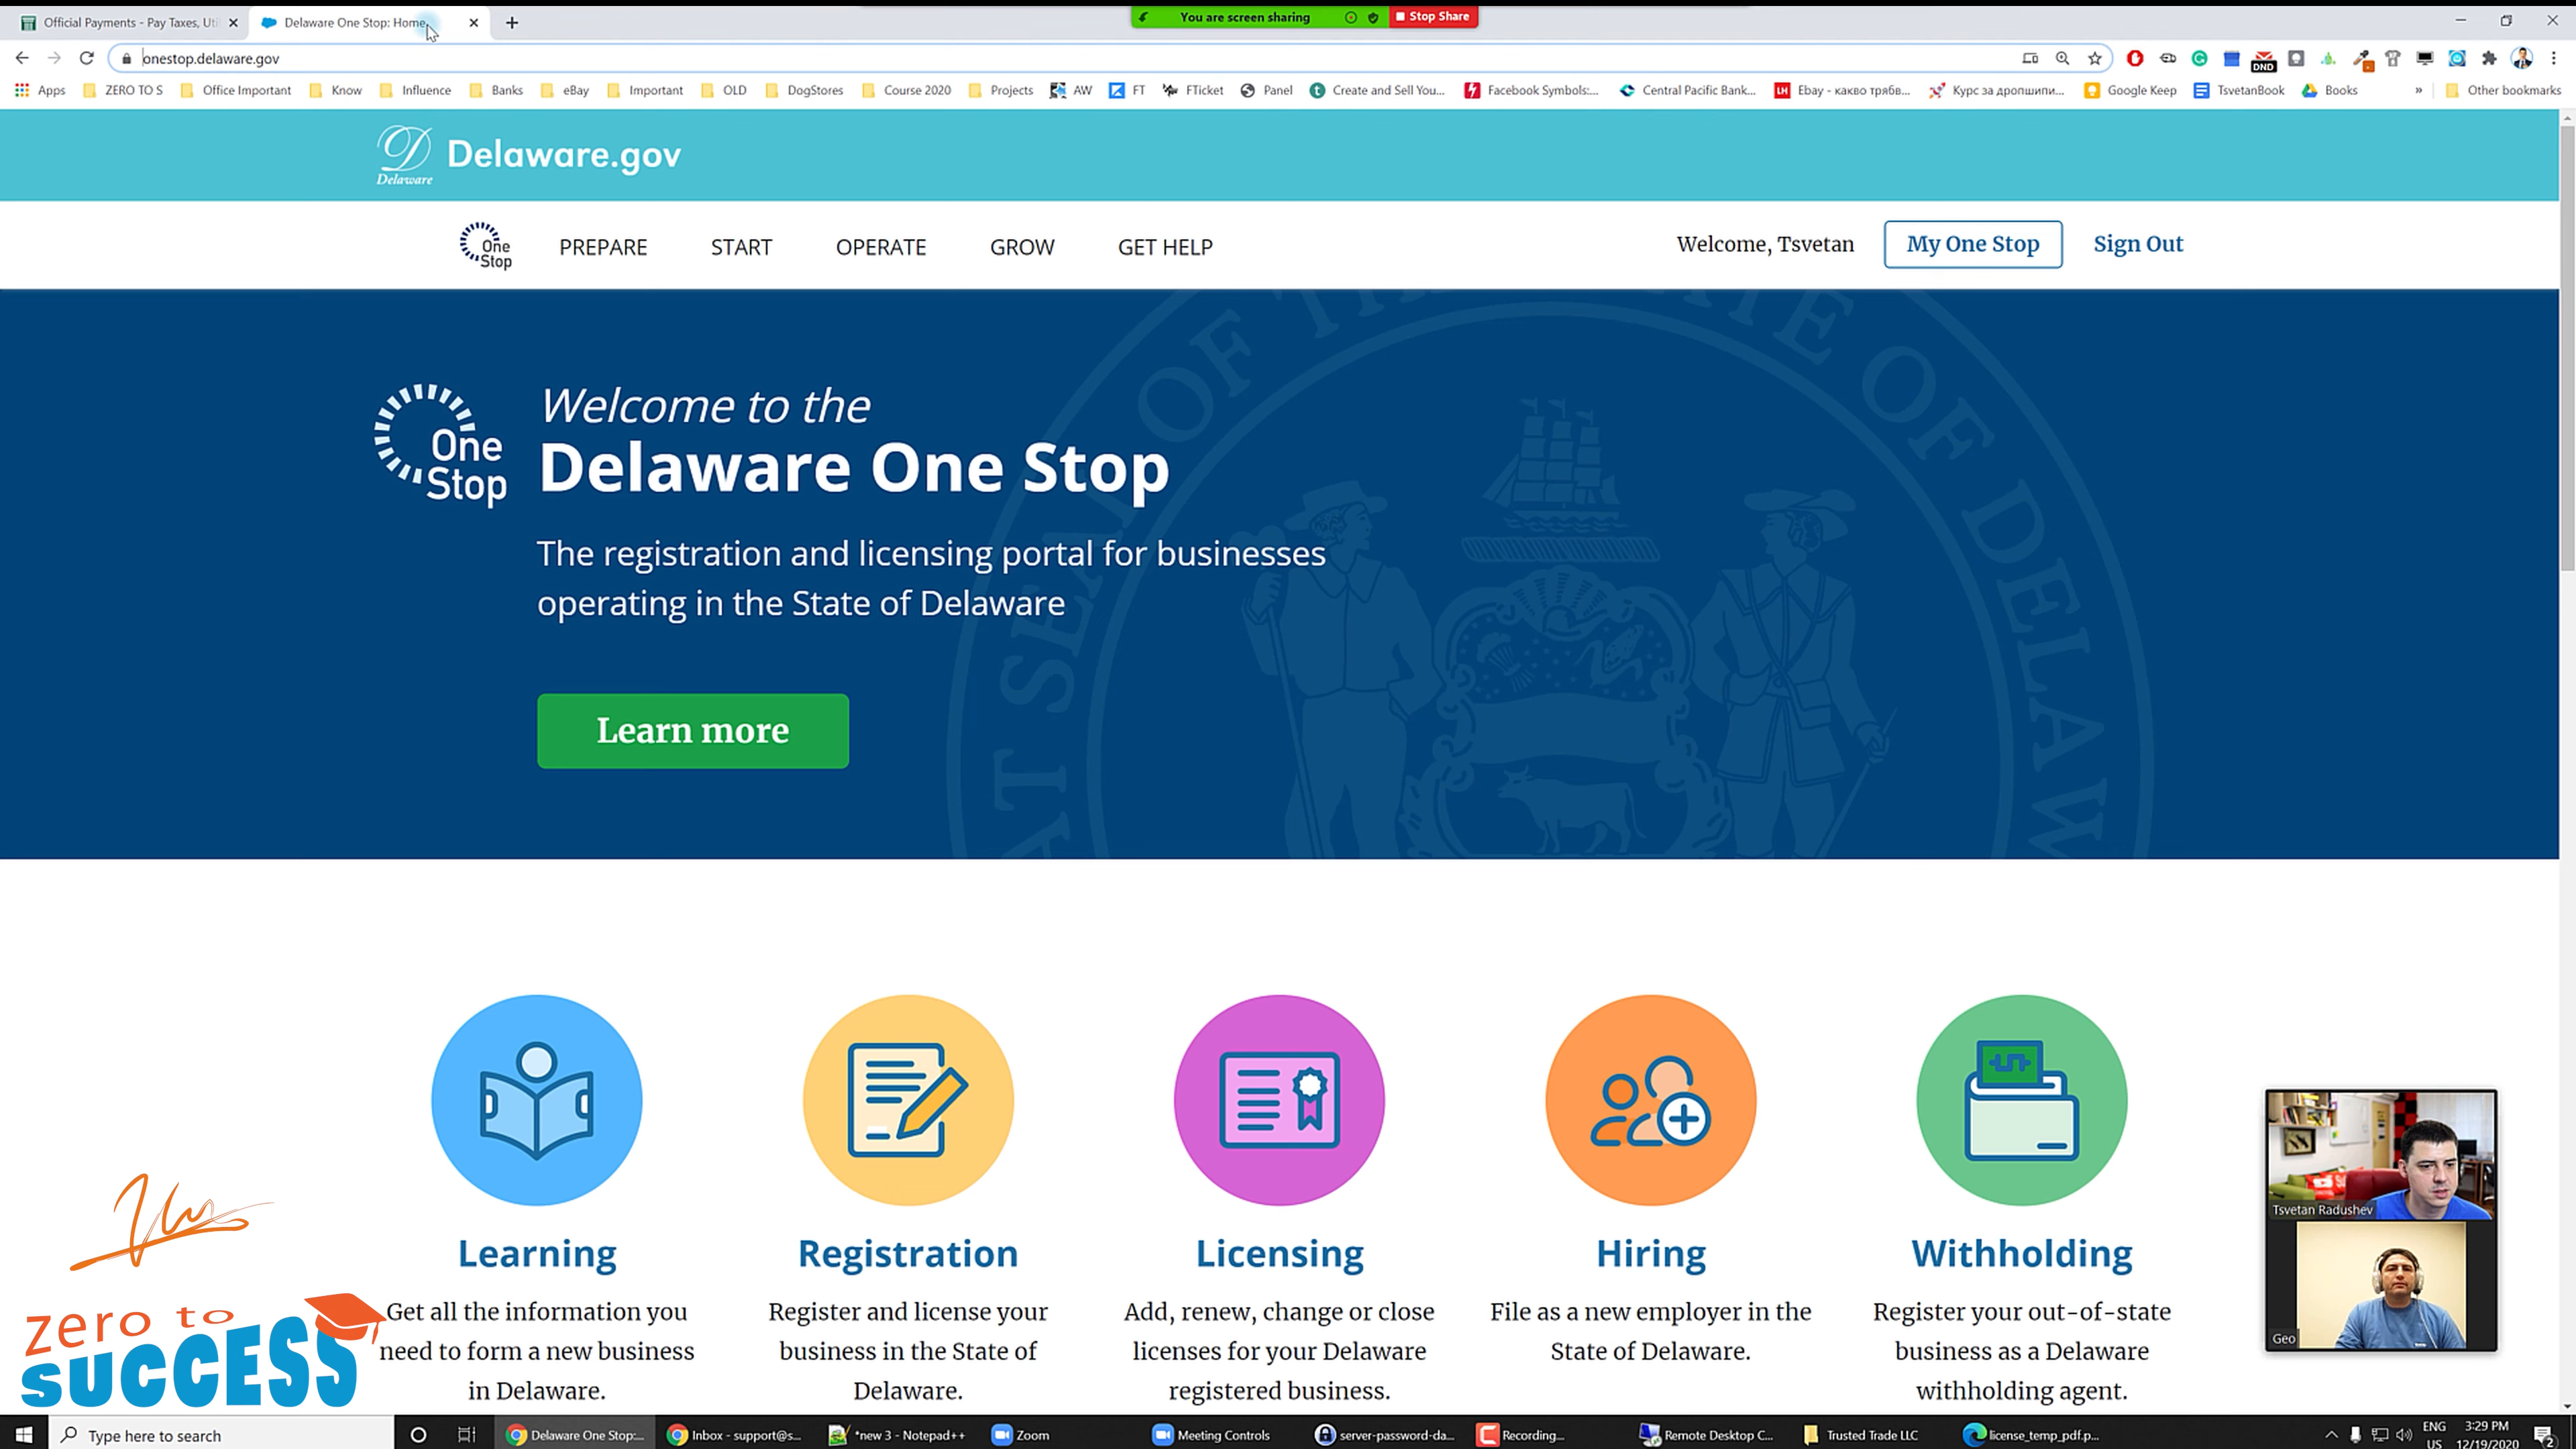 Official Payments - Pay Taxes, Uti
Delaware One Stop: Home
You are screen sharing
Stop Share
onestop.delaware.gov
DND
Apps
ZERO TO S
Office Important
Know
Influence
Banks
eBay
Important
OLD
DogStores
Course 2020
Projects
AW
FT
FTicket
Panel
Create and Sell You...
Facebook Symbols:...
Central Pacific Bank...
LH Ebay - какво трябв...
Курс за дропшипи...
Google Keep
TsvetanBook
Books
»
Other bookmarks
D Delaware
Delaware.gov
One Stop
PREPARE
START
OPERATE
GROW
GET HELP
Welcome, Tsvetan
My One Stop
Sign Out
One
Stop
Welcome to the
Delaware One Stop
The registration and licensing portal for businesses
operating in the State of Delaware
Learn more
Learning
Get all the information you
need to form a new business
in Delaware.
Registration
Register and license your
business in the State of
Delaware.
Licensing
Add, renew, change or close
licenses for your Delaware
registered business.
Hiring
File as a new employer in the
State of Delaware.
Withholding
Register your out-of-state
business as a Delaware
withholding agent.
Tsvetan Radushev
Geo
zero to
SUCCESS
Type here to search
Delaware One Stop:...
Inbox - support@s...
*new 3 - Notepad++
Zoom
Meeting Controls
server-password-da...
Recording...
Remote Desktop C...
Trusted Trade LLC
license_temp_pdf.p...
ENG
US
3:29 PM
12/19/2020
2